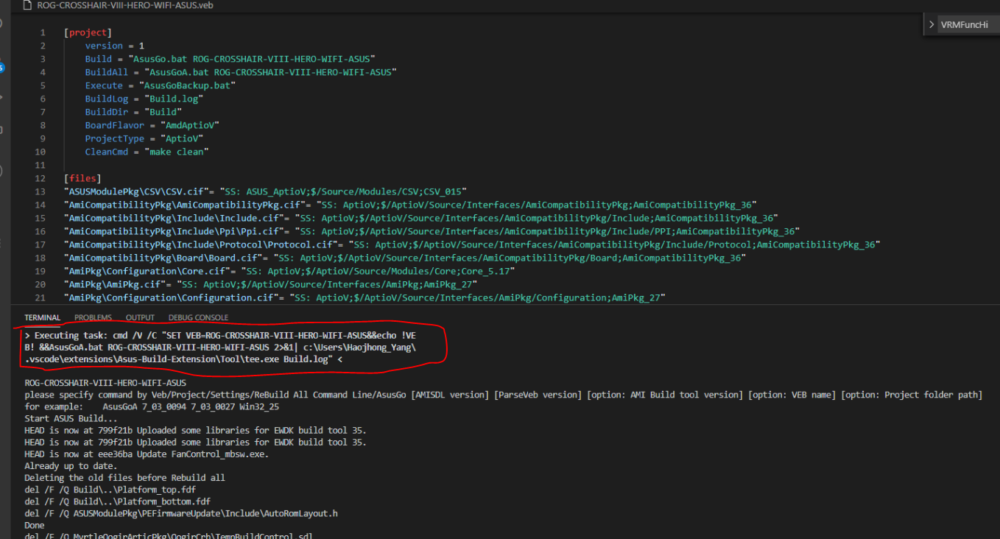 ROG-CROSSHAIR-VIII-HERO-WIFI-ASUS.veb
VRMFuncHi
1 [project]
2 version = 1
3 Build = "AsusGo.bat ROG-CROSSHAIR-VIII-HERO-WIFI-ASUS"
4 BuildAll = "AsusGoA.bat ROG-CROSSHAIR-VIII-HERO-WIFI-ASUS"
5 Execute = "AsusGoBackup.bat"
6 BuildLog = "Build.log"
7 BuildDir = "Build"
8 BoardFlavor = "AmdAptioV"
9 ProjectType = "AptioV"
10 CleanCmd = "make clean"
11
12 [files]
13 "ASUSModulePkg\CSV\CSV.cif"= "SS: ASUS_AptioV;$/Source/Modules/CSV;CSV_015"
14 "AmiCompatibilityPkg\AmiCompatibilityPkg.cif"= "SS: AptioV;$/AptioV/Source/Interfaces/AmiCompatibilityPkg;AmiCompatibilityPkg_36"
15 "AmiCompatibilityPkg\Include\Include.cif"= "SS: AptioV;$/AptioV/Source/Interfaces/AmiCompatibilityPkg/Include;AmiCompatibilityPkg_36"
16 "AmiCompatibilityPkg\Include\Ppi\Ppi.cif"= "SS: AptioV;$/AptioV/Source/Interfaces/AmiCompatibilityPkg/Include/PPI;AmiCompatibilityPkg_36"
17 "AmiCompatibilityPkg\Include\Protocol\Protocol.cif"= "SS: AptioV;$/AptioV/Source/Interfaces/AmiCompatibilityPkg/Include/Protocol;AmiCompatibilityPkg_36"
18 "AmiCompatibilityPkg\Board\Board.cif"= "SS: AptioV;$/AptioV/Source/Interfaces/AmiCompatibilityPkg/Board;AmiCompatibilityPkg_36"
19 "AmiPkg\Configuration\Core.cif"= "SS: AptioV;$/AptioV/Source/Modules/Core;Core_5.17"
20 "AmiPkg\AmiPkg.cif"= "SS: AptioV;$/AptioV/Source/Interfaces/AmiPkg;AmiPkg_27"
21 "AmiPkg\Configuration\Configuration.cif"= "SS: AptioV;$/AptioV/Source/Interfaces/AmiPkg/Configuration;AmiPkg_27"
TERMINAL PROBLEMS OUTPUT DEBUG CONSOLE
> Executing task: cmd /V /C "SET VEB=ROG-CROSSHAIR-VIII-HERO-WIFI-ASUS&&echo !VE
B! &&AsusGoA.bat ROG-CROSSHAIR-VIII-HERO-WIFI-ASUS 2>&1| c:\Users\Haojhong_Yang\
.vscode\extensions\Asus-Build-Extension\Tool\tee.exe Build.log" <
ROG-CROSSHAIR-VIII-HERO-WIFI-ASUS
please specify command by Veb/Project/Settings/ReBuild All Command Line/AsusGo [AMISDL version] [ParseVeb version] [option: AMI Build tool version] [option: VEB name] [option: Project folder path]
for example: AsusGoA 7_03_0094 7_03_0027 Win32_25
Start ASUS Build...
HEAD is now at 799f21b Uploaded some libraries for EWDK build tool 35.
HEAD is now at 799f21b Uploaded some libraries for EWDK build tool 35.
HEAD is now at eee36ba Update FanControl_mbsw.exe.
Already up to date.
Deleting the old files before Rebuild all
del /F /Q Build\..\Platform_top.fdf
del /F /Q Build\..\Platform_bottom.fdf
del /F /Q ASUSModulePkg\PEFirmwareUpdate\Include\AutoRomLayout.h
Done
del /F /Q MyrtleOogirArticPkg\OogirCrb\TempBuildControl.sdl